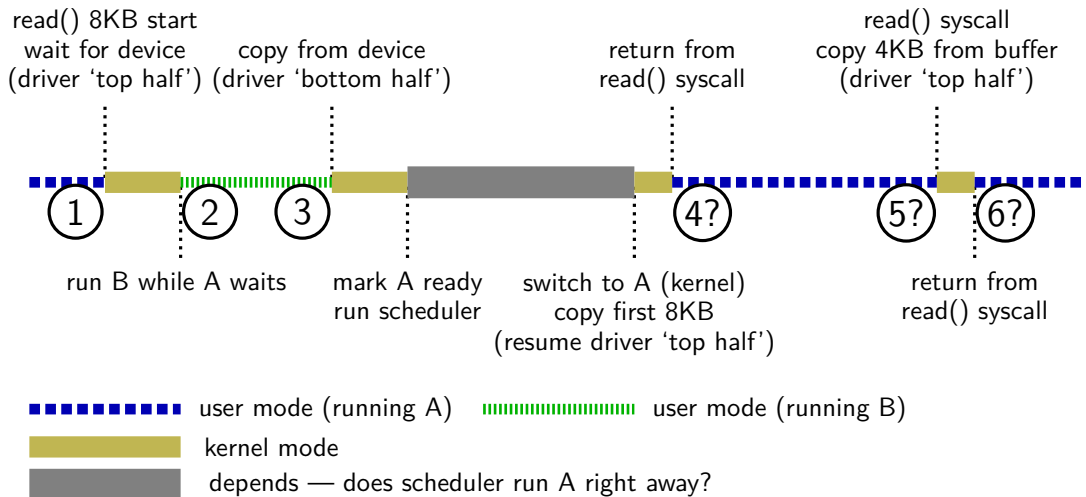 read() 8KB start
wait for device
(driver ‘top half’)
copy from device
(driver ‘bottom half’)
return from
read() syscall
read() syscall
copy 4KB from buffer
(driver ‘top half’)
1
2
3
4?
5?
6?
run B while A waits
mark A ready
run scheduler
switch to A (kernel)
copy first 8KB
(resume driver ‘top half’)
return from
read() syscall
user mode (running A)
user mode (running B)
kernel mode
depends — does scheduler run A right away?